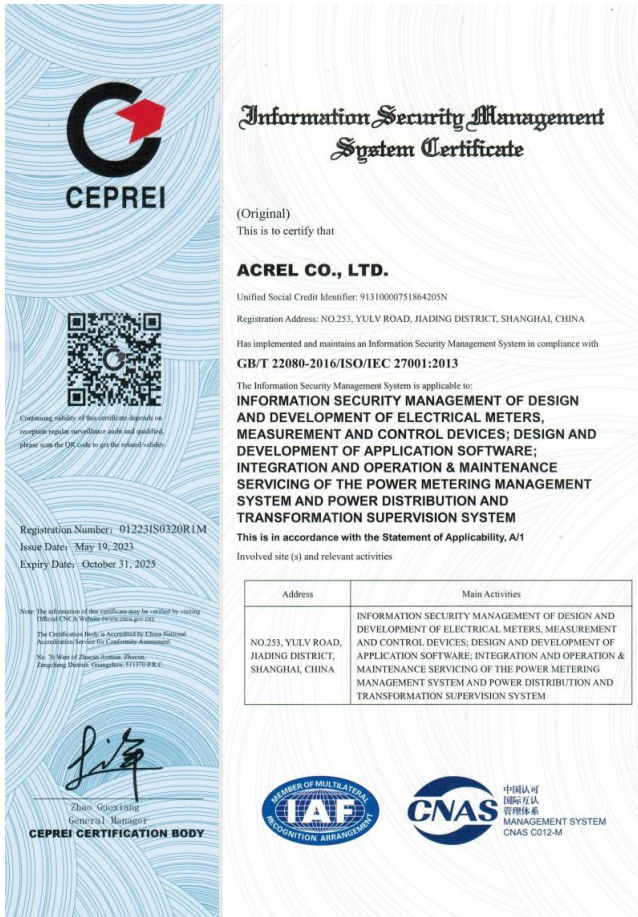 CEPREI
Information Security Management
System Certificate
(Original)
This is to certify that
ACREL CO., LTD.
Unified Social Credit Identifier: 91310000751864205N
Registration Address: NO.253, YULV ROAD, JIADING DISTRICT, SHANGHAI, CHINA
Has implemented and maintains an Information Security Management System in compliance with
GB/T 22080-2016/ISO/IEC 27001:2013
The Information Security Management System is applicable to:
INFORMATION SECURITY MANAGEMENT OF DESIGN
AND DEVELOPMENT OF ELECTRICAL METERS,
MEASUREMENT AND CONTROL DEVICES; DESIGN AND
DEVELOPMENT OF APPLICATION SOFTWARE;
INTEGRATION AND OPERATION & MAINTENANCE
SERVICING OF THE POWER METERING MANAGEMENT
SYSTEM AND POWER DISTRIBUTION AND
TRANSFORMATION SUPERVISION SYSTEM
This is in accordance with the Statement of Applicability, A/1
Involved site (s) and relevant activities
Address
Main Activities
NO.253, YULV ROAD,
JIADING DISTRICT,
SHANGHAI, CHINA
INFORMATION SECURITY MANAGEMENT OF DESIGN AND
DEVELOPMENT OF ELECTRICAL METERS, MEASUREMENT
AND CONTROL DEVICES; DESIGN AND DEVELOPMENT OF
APPLICATION SOFTWARE; INTEGRATION AND OPERATION &
MAINTENANCE SERVICING OF THE POWER METERING
MANAGEMENT SYSTEM AND POWER DISTRIBUTION AND
TRANSFORMATION SUPERVISION SYSTEM
Continuing validity of this certificate depends on
reception regular surveillance audit and qualified,
please scan the QR code to get the related validity.
Registration Number: 01223IS0320R1M
Issue Date: May 19, 2023
Expiry Date: October 31, 2025
Note: The information of this certificate may be verified by visiting
Official CNCA Website (www.cnca.gov.cn).
The Certification Body is Accredited by China National
Accreditation Service for Conformity Assessment
No. 76 West of Zhucun Avenue, Zhucun,
Zengcheng District, Guangzhou, 511370 P.R.C
Zhao Guoxiang
General Manager
CEPREI CERTIFICATION BODY
MEMBER OF MULTILATERAL
IAF
RECOGNITION ARRANGEMENT
CNAS
中国认可
国际互认
管理体系
MANAGEMENT SYSTEM
CNAS C012-M